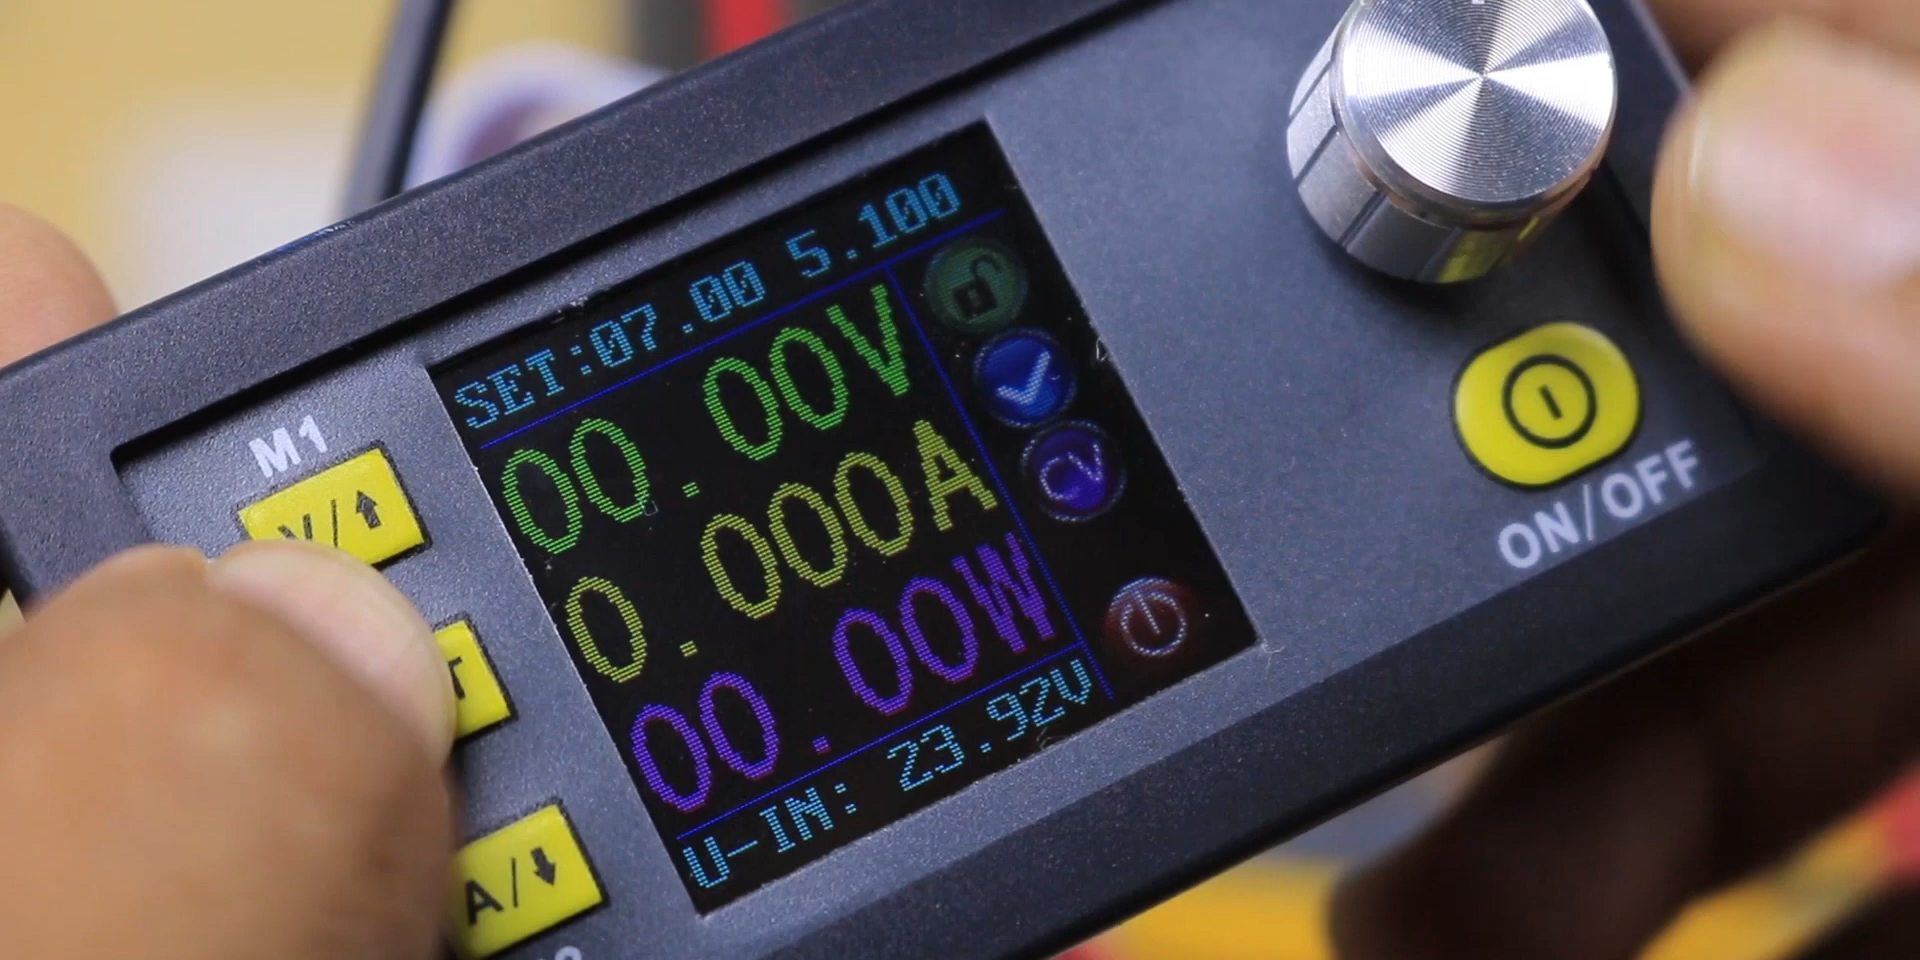 SET:07.00 5.100
00.00V
0.000A
00.00W
U-IN: 23.92V
CV
M1
V/⬆
A/⬇
ON/OFF